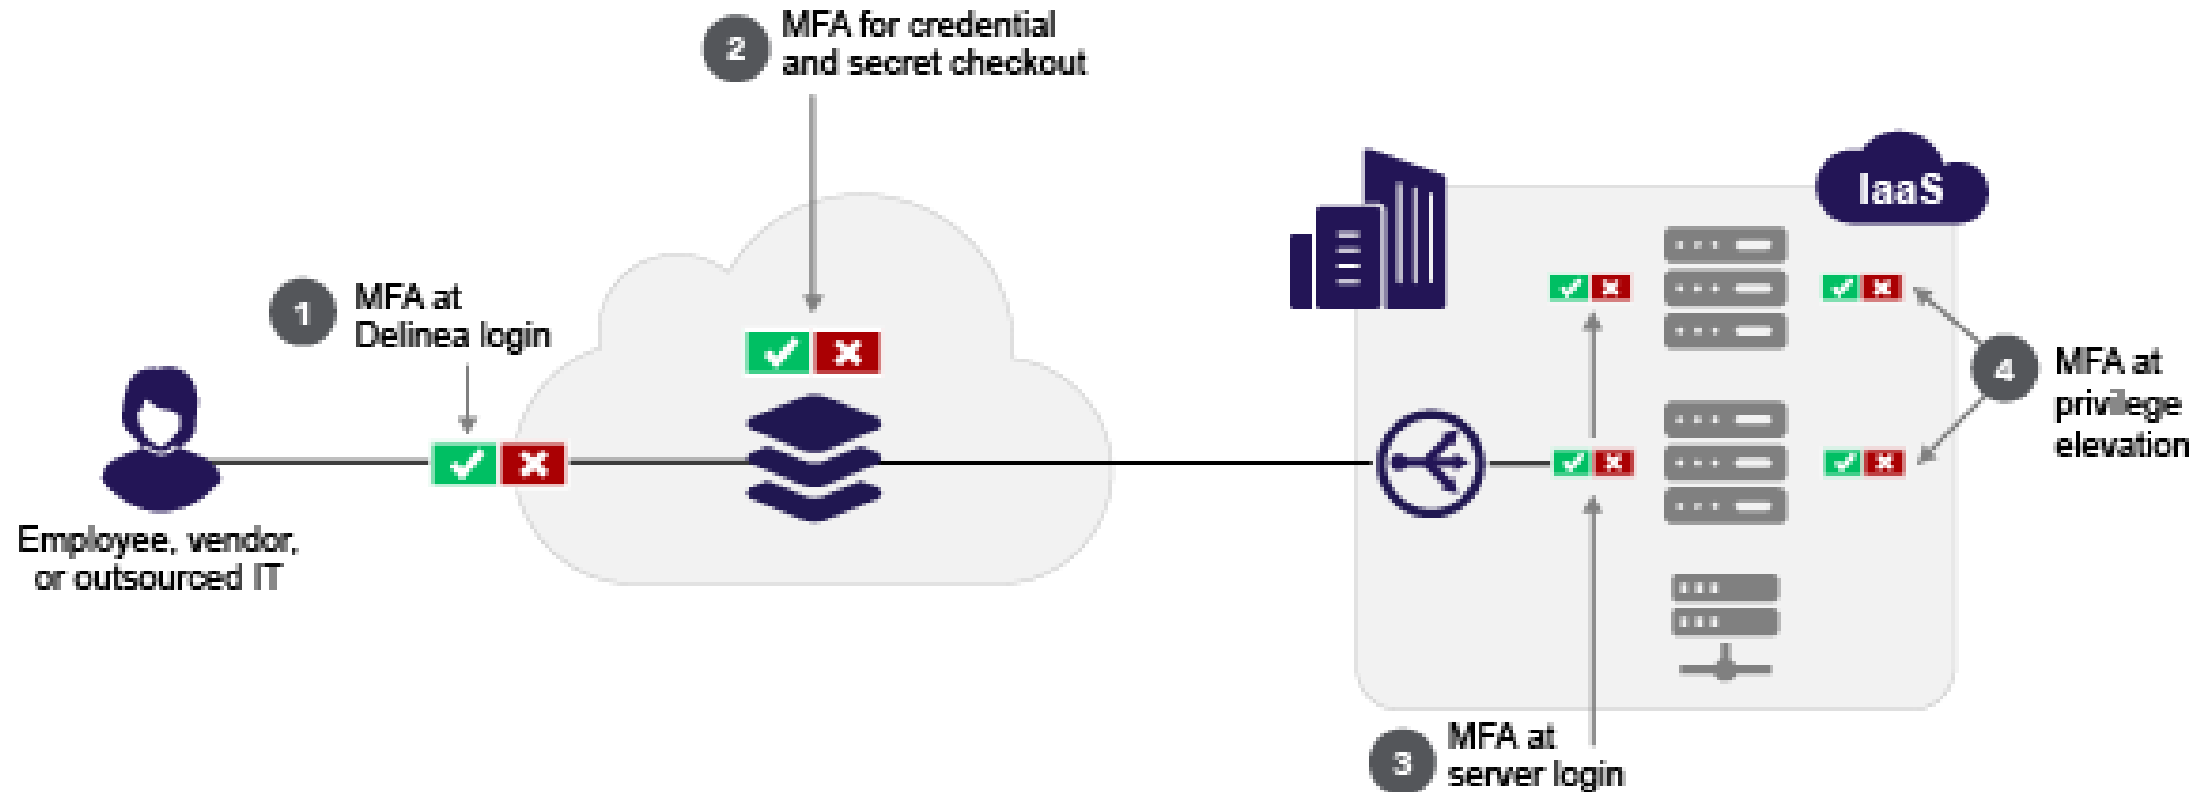 2
MFA for credential
and secret checkout
IaaS
1
MFA at
Delinea login
4
MFA at
privilege
elevation
Employee, vendor,
or outsourced IT
3
MFA at
server login